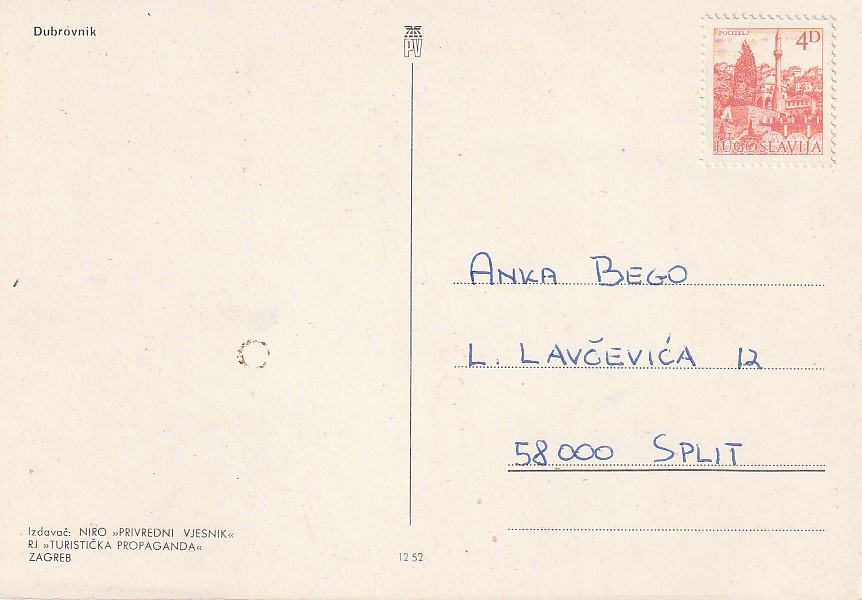 Dubrovnik
PV
POČITELJ
4D
JUGOSLAVIJA
ANKA BEGO
L. LAVČEVIĆA 12
58000 SPLIT
Izdavač: NIRO »PRIVREDNI VJESNIK«
RJ »TURISTIČKA PROPAGANDA«
ZAGREB
12 52